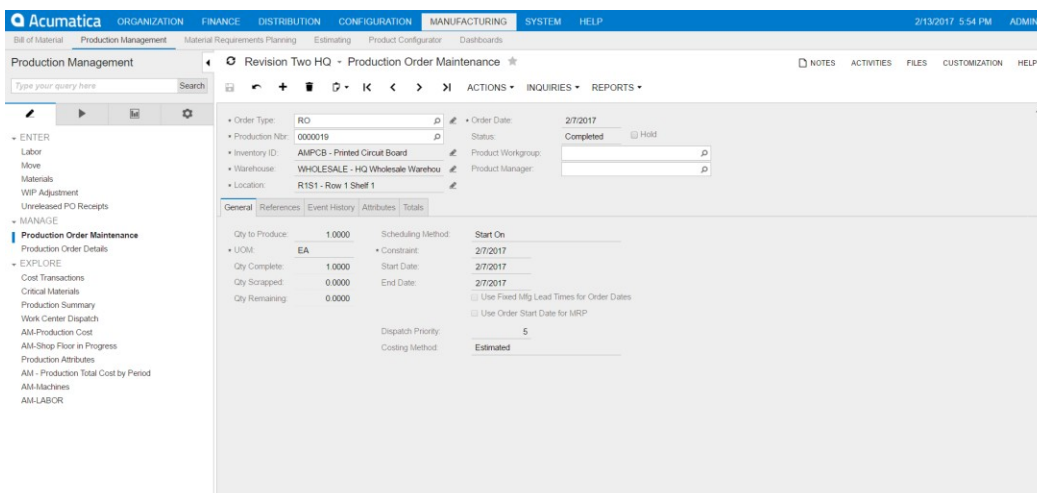 Acumatica ORGANIZATION FINANCE DISTRIBUTION CONFIGURATION MANUFACTURING SYSTEM HELP 2/13/2017 5:54 PM ADMIN
Bill of Material Production Management Material Requirements Planning Estimating Product Configurator Dashboards
Production Management
Type your query here Search
ENTER
Labor
Move
Materials
WIP Adjustment
Unreleased PO Receipts
MANAGE
Production Order Maintenance
Production Order Details
EXPLORE
Cost Transactions
Critical Materials
Production Summary
Work Center Dispatch
AM-Production Cost
AM-Shop Floor in Progress
Production Attributes
AM - Production Total Cost by Period
AM-Machines
AM-LABOR
Revision Two HQ - Production Order Maintenance
NOTES ACTIVITIES FILES CUSTOMIZATION HELP
ACTIONS INQUIRIES REPORTS
Order Type: RO Order Date: 2/7/2017
Production Nbr: 0000019 Status: Completed Hold
Inventory ID: AMPCB - Printed Circuit Board Product Workgroup:
Warehouse: WHOLESALE - HQ Wholesale Warehou Product Manager:
Location: R1S1 - Row 1 Shelf 1
General References Event History Attributes Totals
Qty to Produce: 1.0000 Scheduling Method: Start On
UOM: EA Constraint: 2/7/2017
Qty Complete: 1.0000 Start Date: 2/7/2017
Qty Scrapped: 0.0000 End Date: 2/7/2017
Qty Remaining: 0.0000 Use Fixed Mfg Lead Times for Order Dates
Use Order Start Date for MRP
Dispatch Priority: 5
Costing Method: Estimated